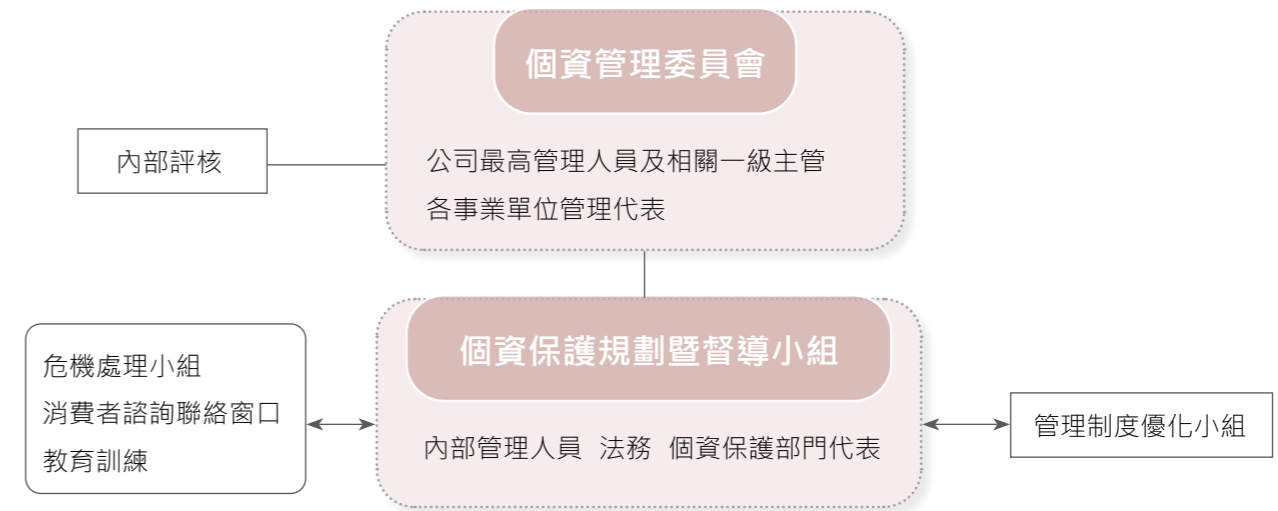 個資管理委員會
內部評核
公司最高管理人員及相關一級主管
各事業單位管理代表
個資保護規劃暨督導小組
危機處理小組
消費者諮詢聯絡窗口
教育訓練
內部管理人員 法務 個資保護部門代表
管理制度優化小組